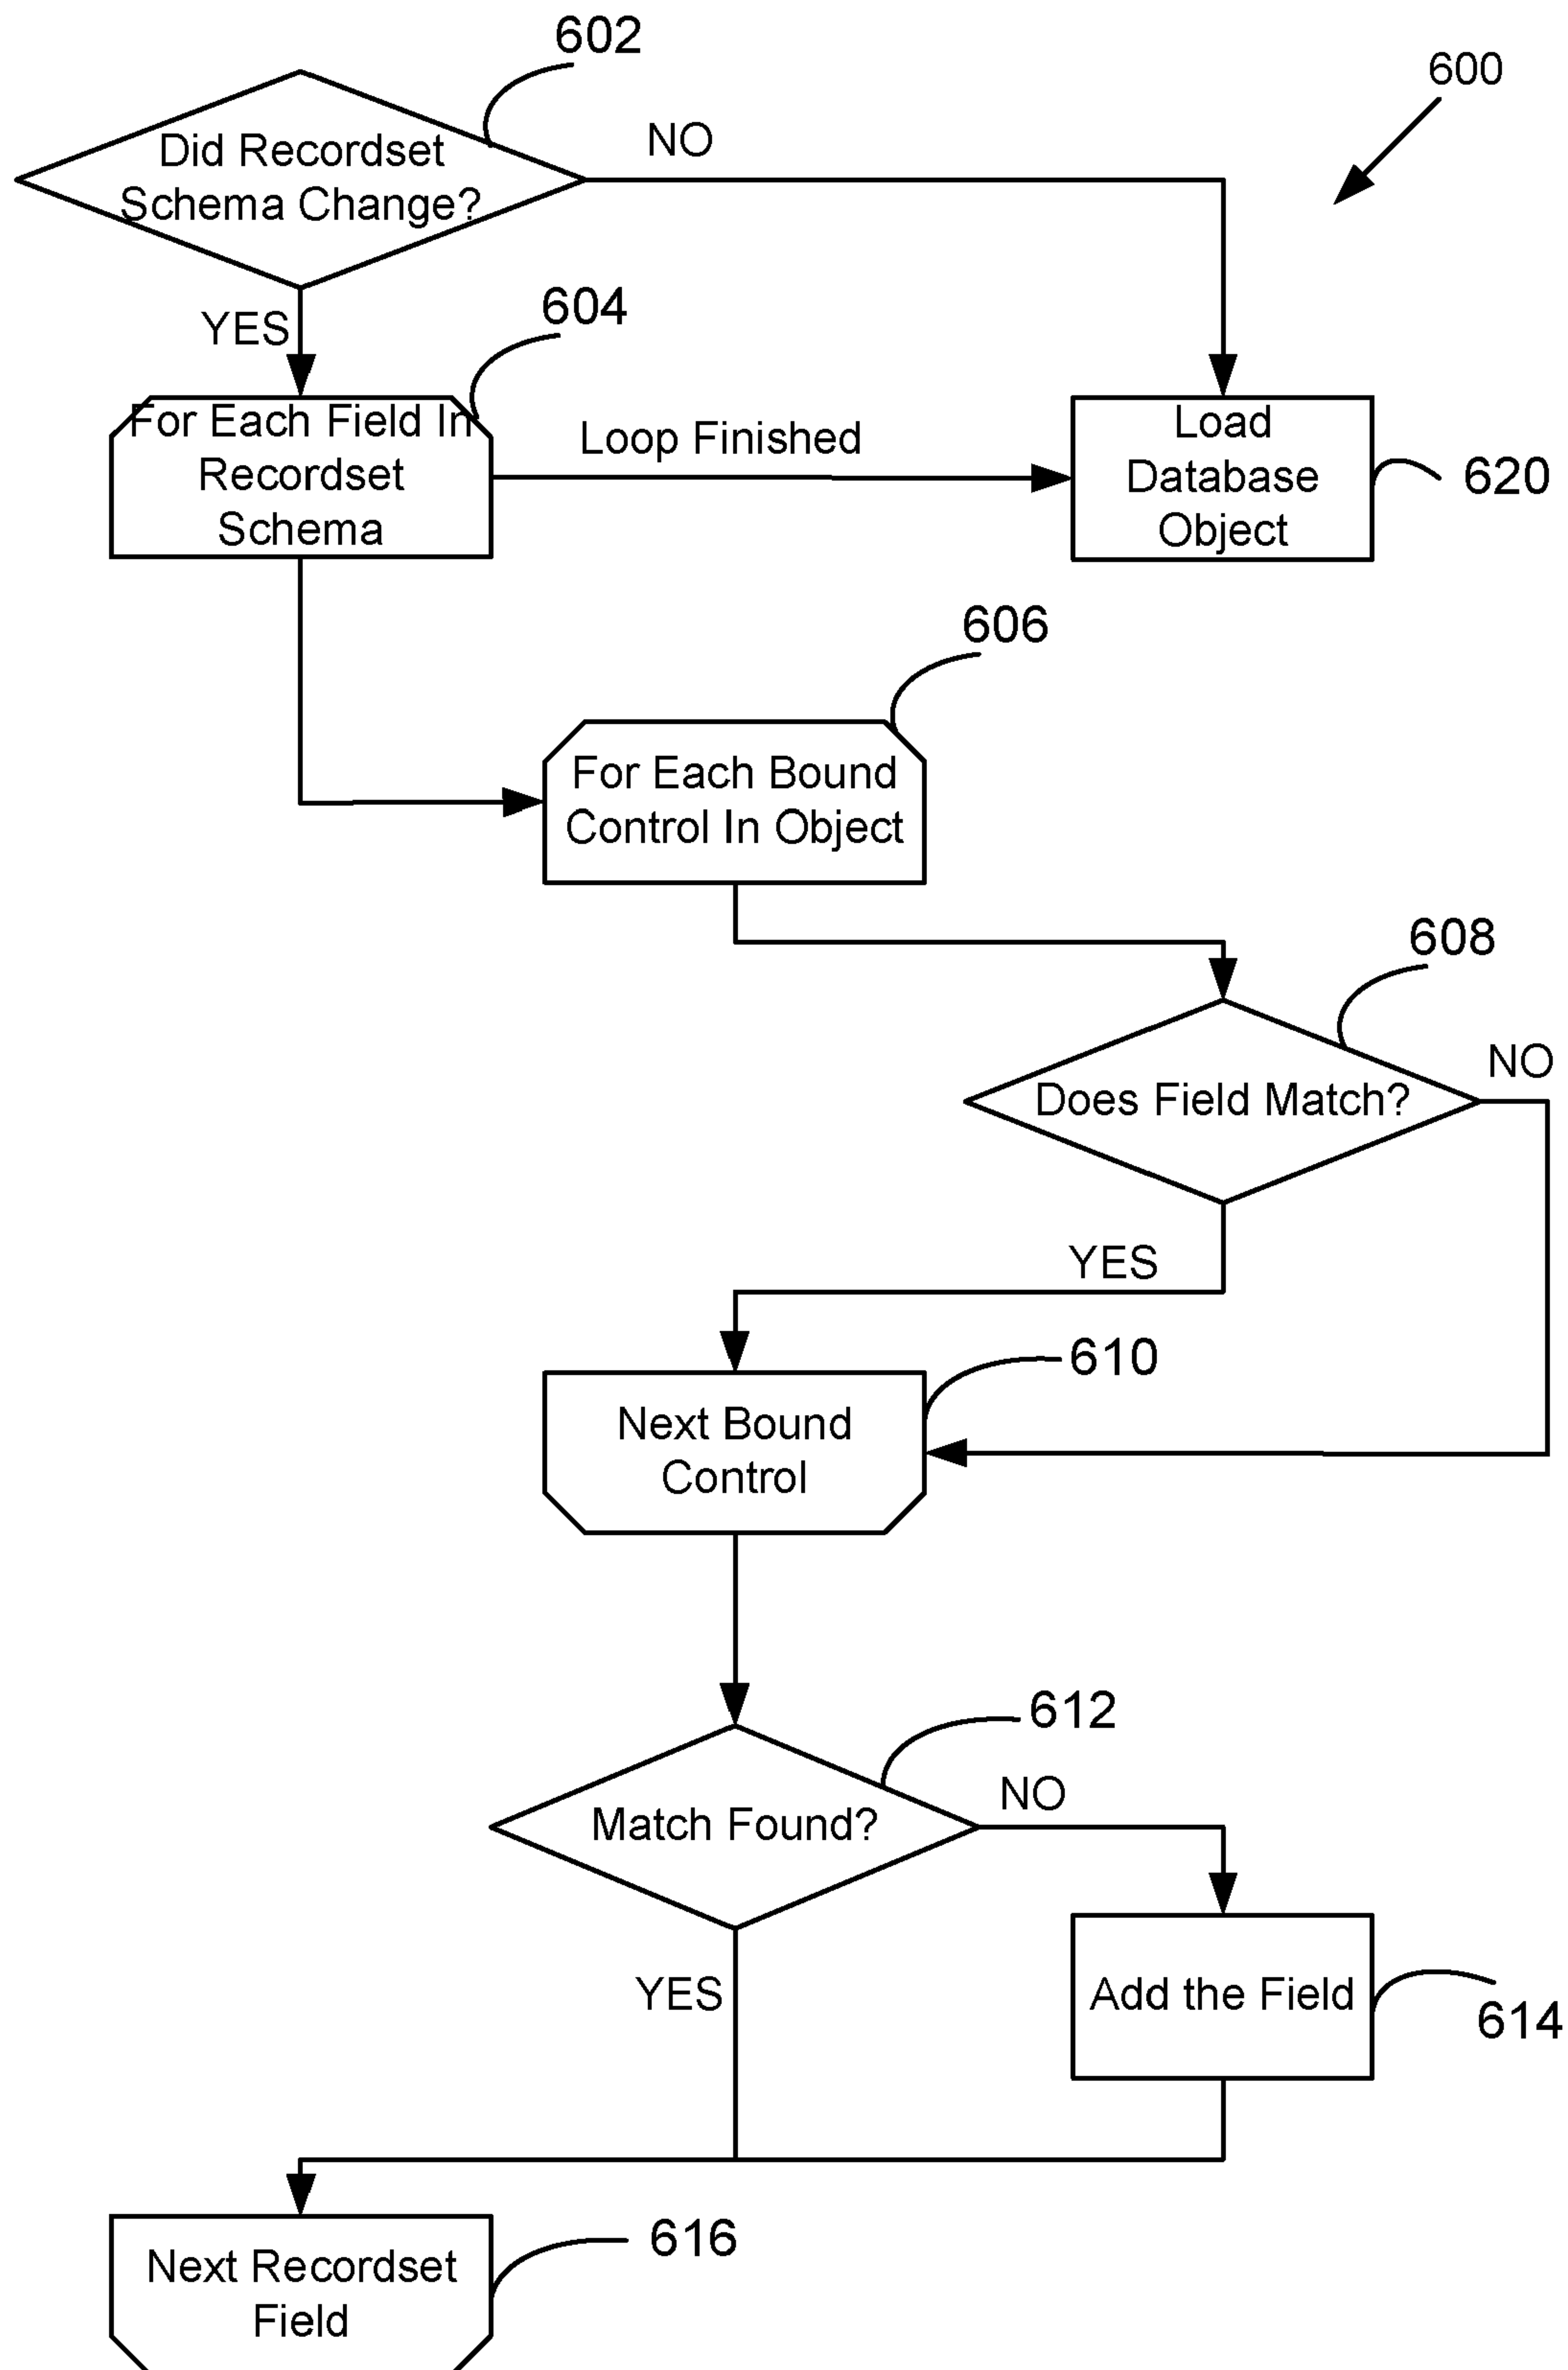 602
600
Did Recordset
Schema Change?
NO
YES
604
For Each Field In
Recordset
Schema
Loop Finished
Load
Database
Object
620
606
For Each Bound
Control In Object
608
NO
Does Field Match?
YES
610
Next Bound
Control
612
NO
Match Found?
YES
Add the Field
614
616
Next Recordset
Field